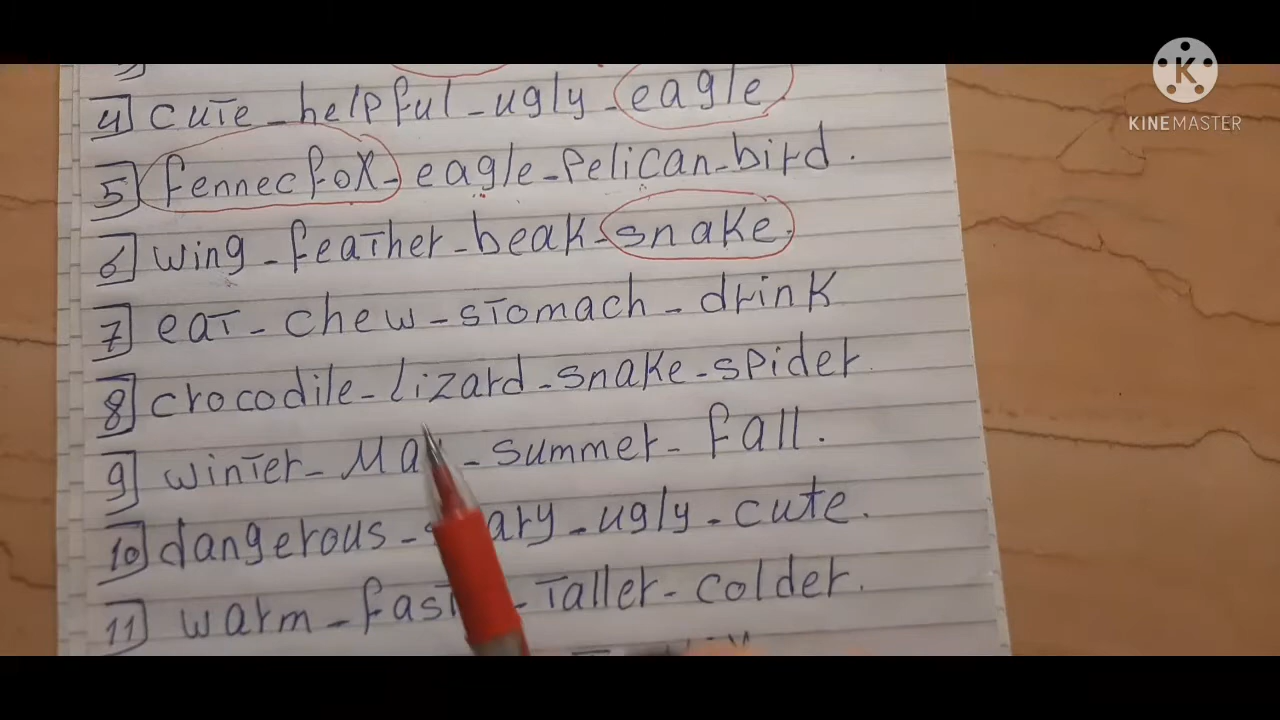 4 cute - helpful - ugly - eagle.
KINEMASTER
5 fennec fox - eagle - pelican - bird.
6 wing - feather - beak - snake.
7 eat - chew - stomach - drink
8 crocodile - lizard - snake - spider.
9 winter - - summer - fall.
10 dangerous - - ugly - cute.
11 warm - - Taller - colder.